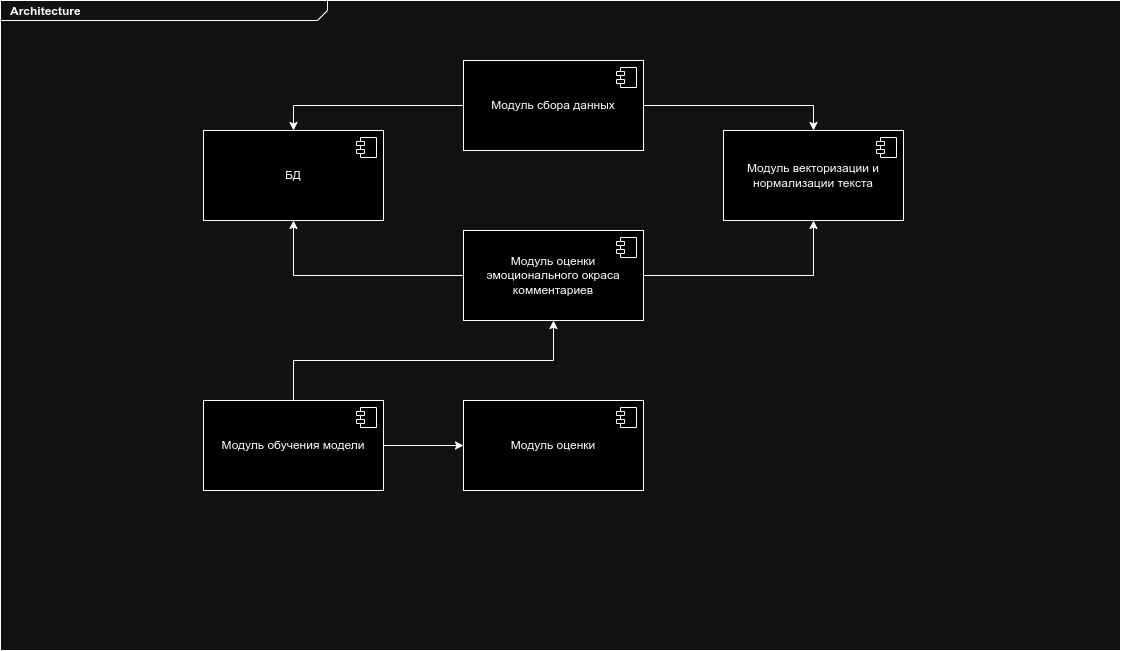 Architecture
Модуль сбора данных
БД
Модуль векторизации и
нормализации текста
Модуль оценки
эмоционального окраса
комментариев
Модуль обучения модели
Модуль оценки